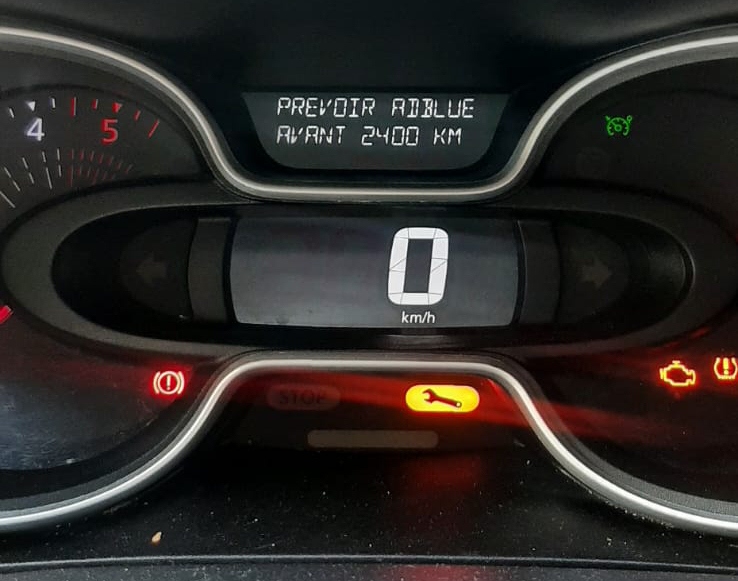 PREVOIR ADBLUE
AVANT 2400 KM
4
5
0
km/h
STOP